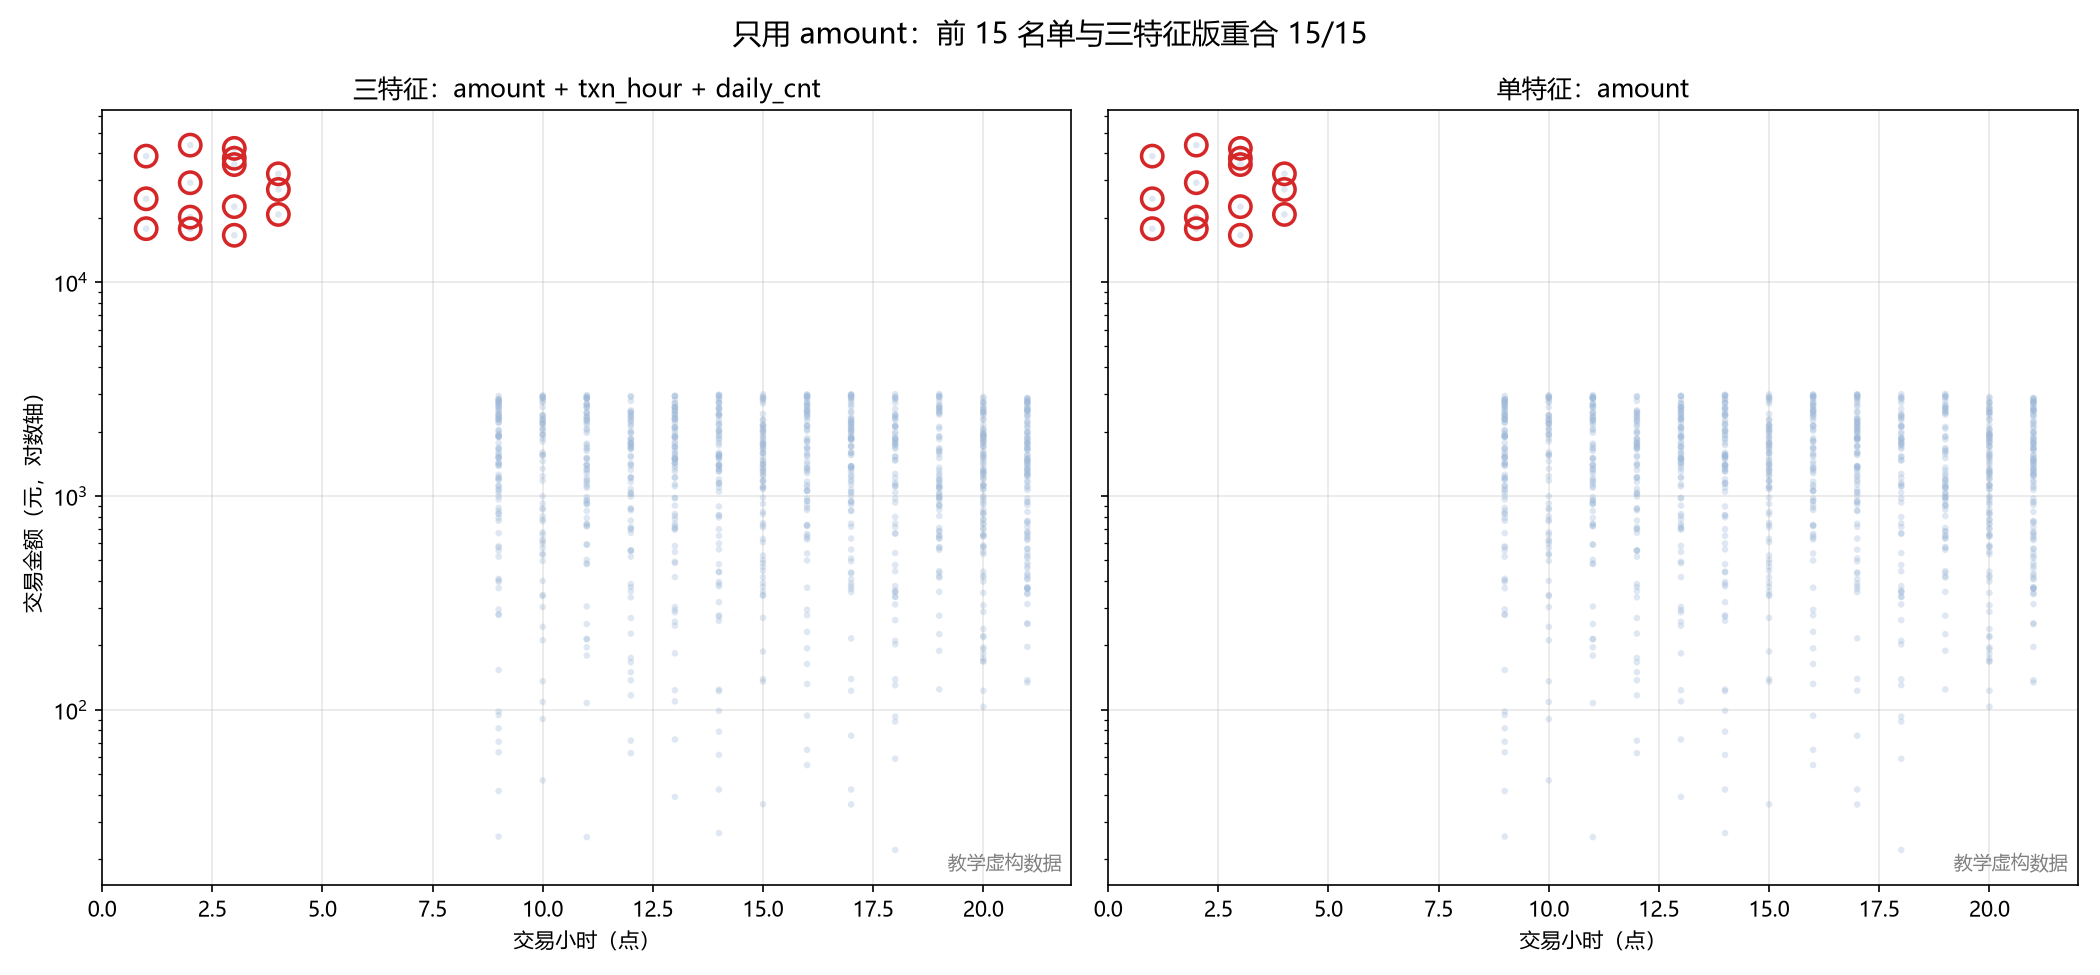 只用 amount：前 15 名单与三特征版重合 15/15
三特征：amount + txn_hour + daily_cnt
交易金额（元，对数轴）
10⁴
10³
10²
教学虚构数据
0.0 2.5 5.0 7.5 10.0 12.5 15.0 17.5 20.0
交易小时（点）
单特征：amount
教学虚构数据
0.0 2.5 5.0 7.5 10.0 12.5 15.0 17.5 20.0
交易小时（点）